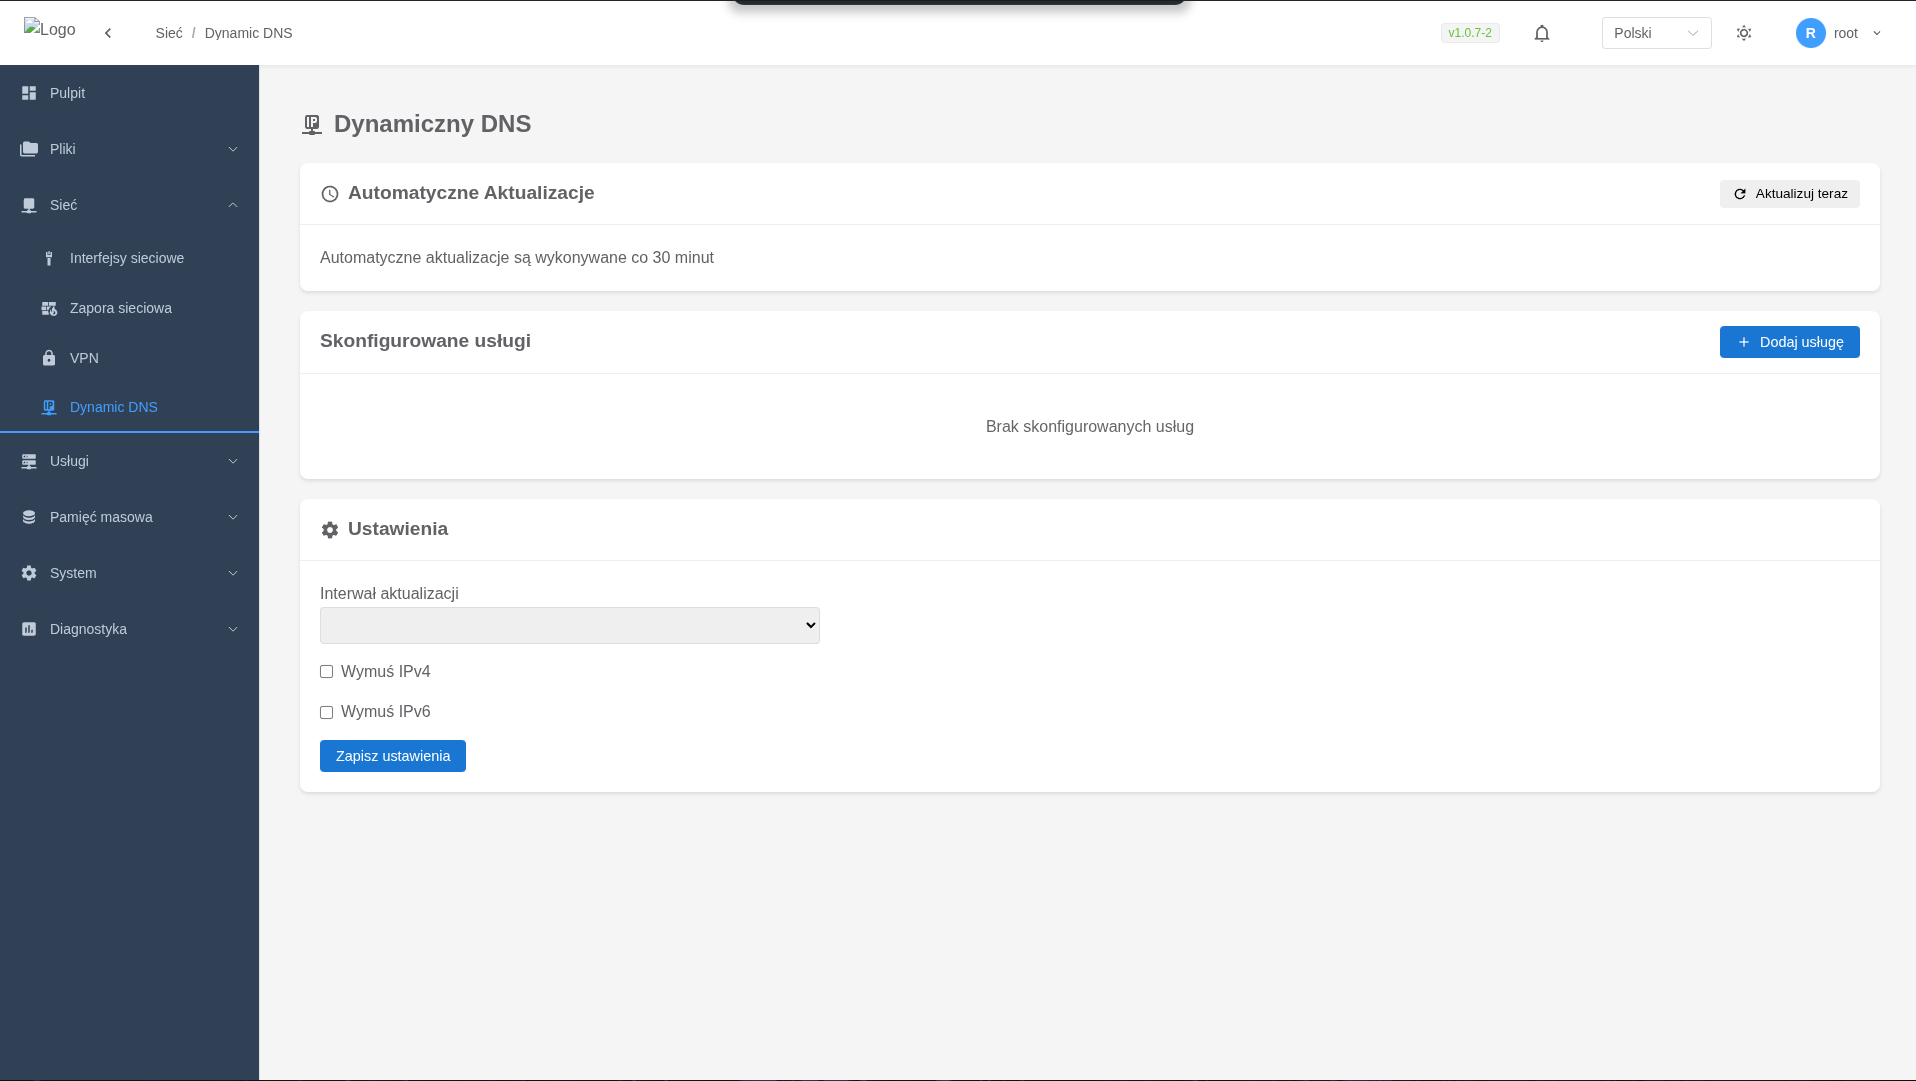 Logo
Sieć / Dynamic DNS
v1.0.7-2
Polski
R
root
Pulpit
Pliki
Sieć
Interfejsy sieciowe
Zapora sieciowa
VPN
Dynamic DNS
Usługi
Pamięć masowa
System
Diagnostyka
Dynamiczny DNS
Automatyczne Aktualizacje
Aktualizuj teraz
Automatyczne aktualizacje są wykonywane co 30 minut
Skonfigurowane usługi
Dodaj usługę
Brak skonfigurowanych usług
Ustawienia
Interwał aktualizacji
Wymuś IPv4
Wymuś IPv6
Zapisz ustawienia